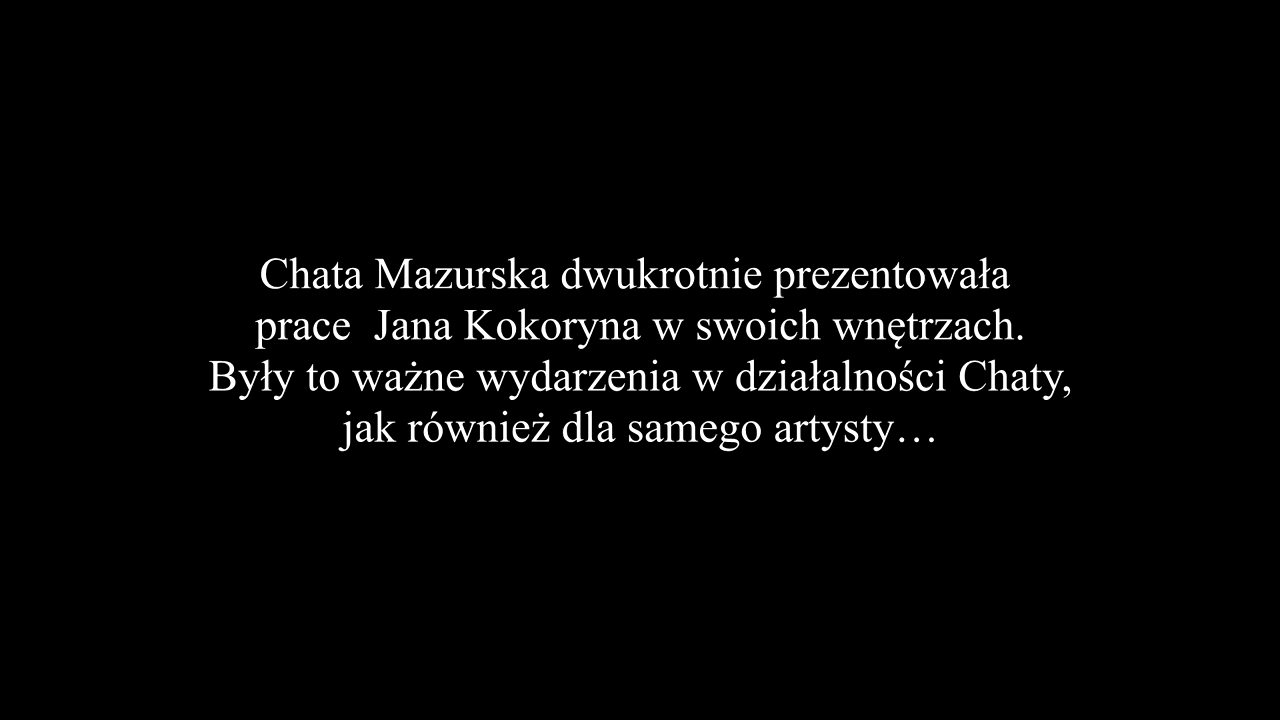 Chata Mazurska dwukrotnie prezentowała
prace  Jana Kokoryna w swoich wnętrzach.
Były to ważne wydarzenia w działalności Chaty,
jak również dla samego artysty…